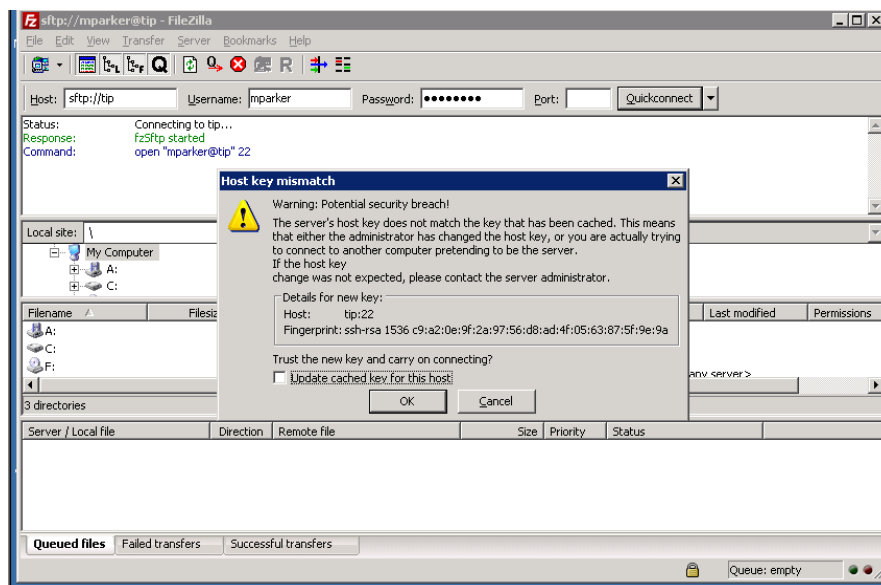 sftp://mparker@tip - FileZilla
File Edit View Transfer Server Bookmarks Help
Host: sftp://tip Username: mparker Password: ●●●●●●●● Port: Quickconnect
Status: Connecting to tip...
Response: fzSftp started
Command: open "mparker@tip" 22
Host key mismatch
Warning: Potential security breach!
The server's host key does not match the key that has been cached. This means
that either the administrator has changed the host key, or you are actually trying
to connect to another computer pretending to be the server.
If the host key
change was not expected, please contact the server administrator.
Details for new key:
Host: tip:22
Fingerprint: ssh-rsa 1536 c9:a2:0e:9f:2a:97:56:d8:ad:4f:05:63:87:5f:9e:9a
Trust the new key and carry on connecting?
Update cached key for this host
OK Cancel
Local site: \
My Computer
A:
C:
Filename Filesiz Last modified Permissions
A:
C:
F:
any server>
3 directories
Server / Local file Direction Remote file Size Priority Status
Queued files Failed transfers Successful transfers
Queue: empty